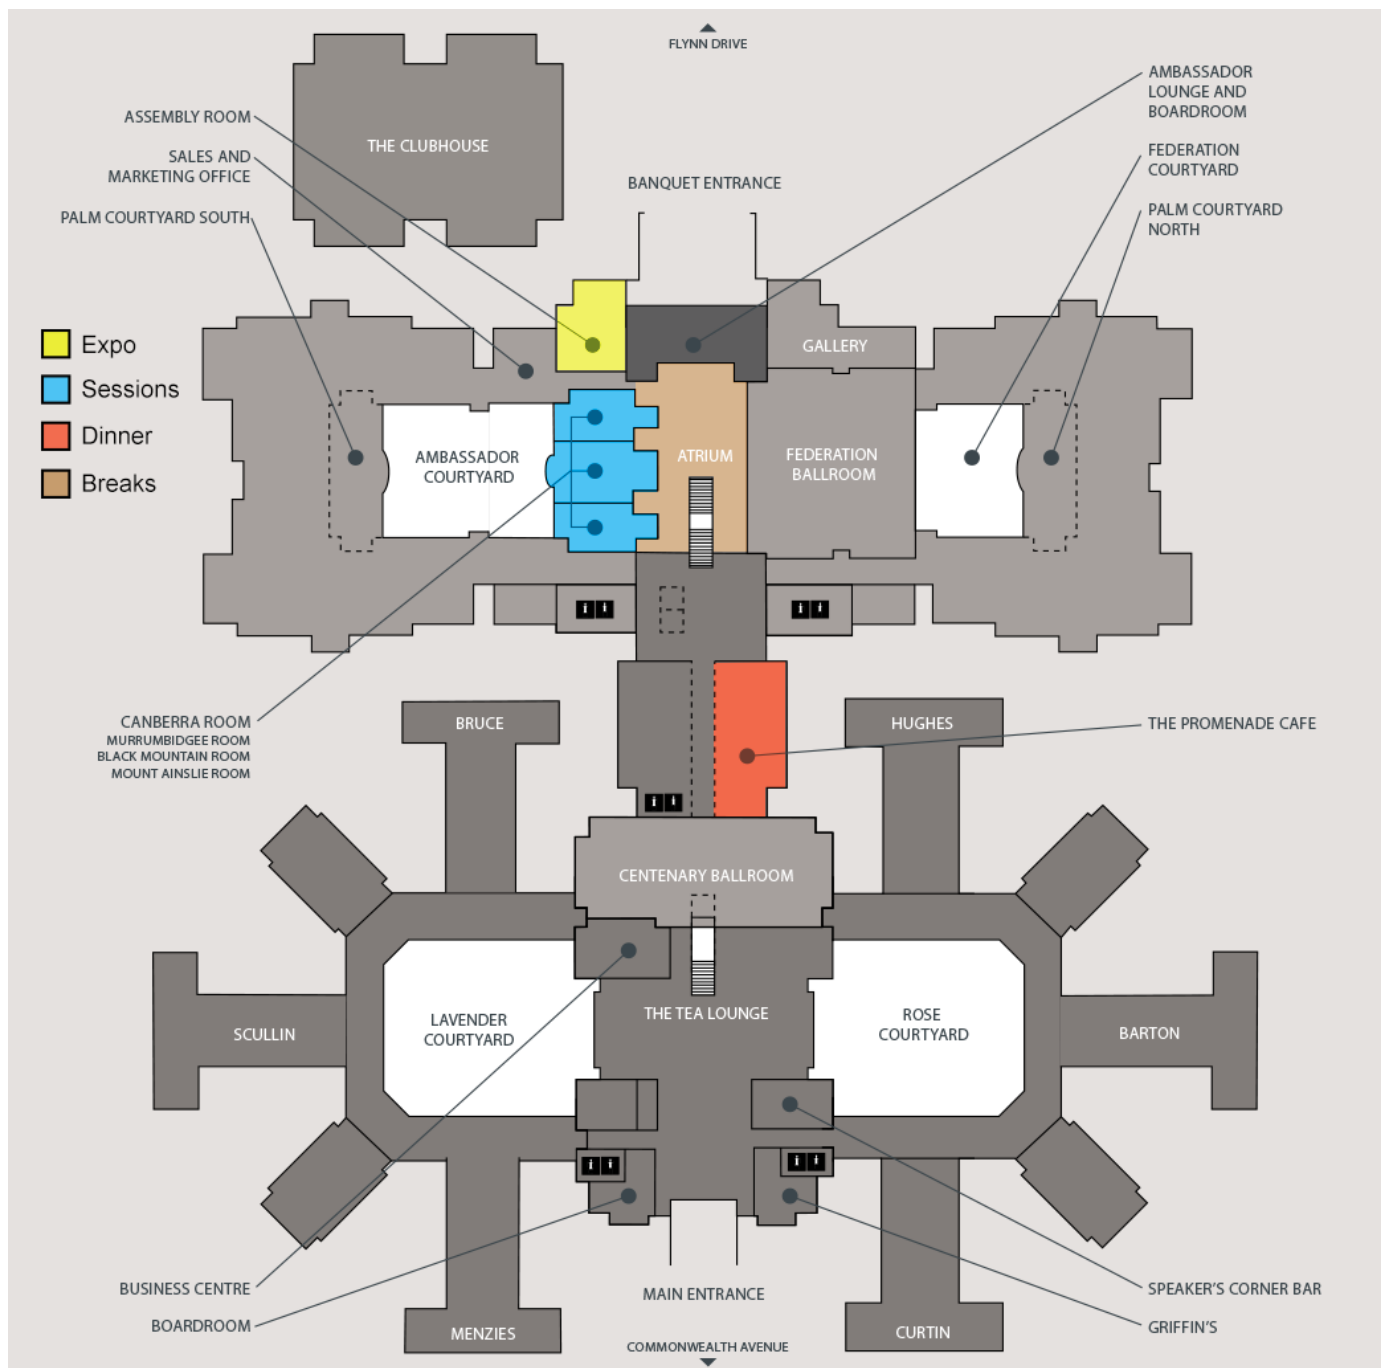 FLYNN DRIVE
AMBASSADOR
LOUNGE AND
BOARDROOM
ASSEMBLY ROOM
THE CLUBHOUSE
SALES AND
MARKETING OFFICE
FEDERATION
COURTYARD
BANQUET ENTRANCE
PALM COURTYARD SOUTH
PALM COURTYARD
NORTH
Expo
Sessions
Dinner
Breaks
GALLERY
AMBASSADOR
COURTYARD
ATRIUM
FEDERATION
BALLROOM
CANBERRA ROOM
MURRUMBIDGEE ROOM
BLACK MOUNTAIN ROOM
MOUNT AINSLIE ROOM
BRUCE
HUGHES
THE PROMENADE CAFE
CENTENARY BALLROOM
LAVENDER
COURTYARD
THE TEA LOUNGE
ROSE
COURTYARD
SCULLIN
BARTON
BUSINESS CENTRE
BOARDROOM
MENZIES
MAIN ENTRANCE
COMMONWEALTH AVENUE
CURTIN
SPEAKER'S CORNER BAR
GRIFFIN'S